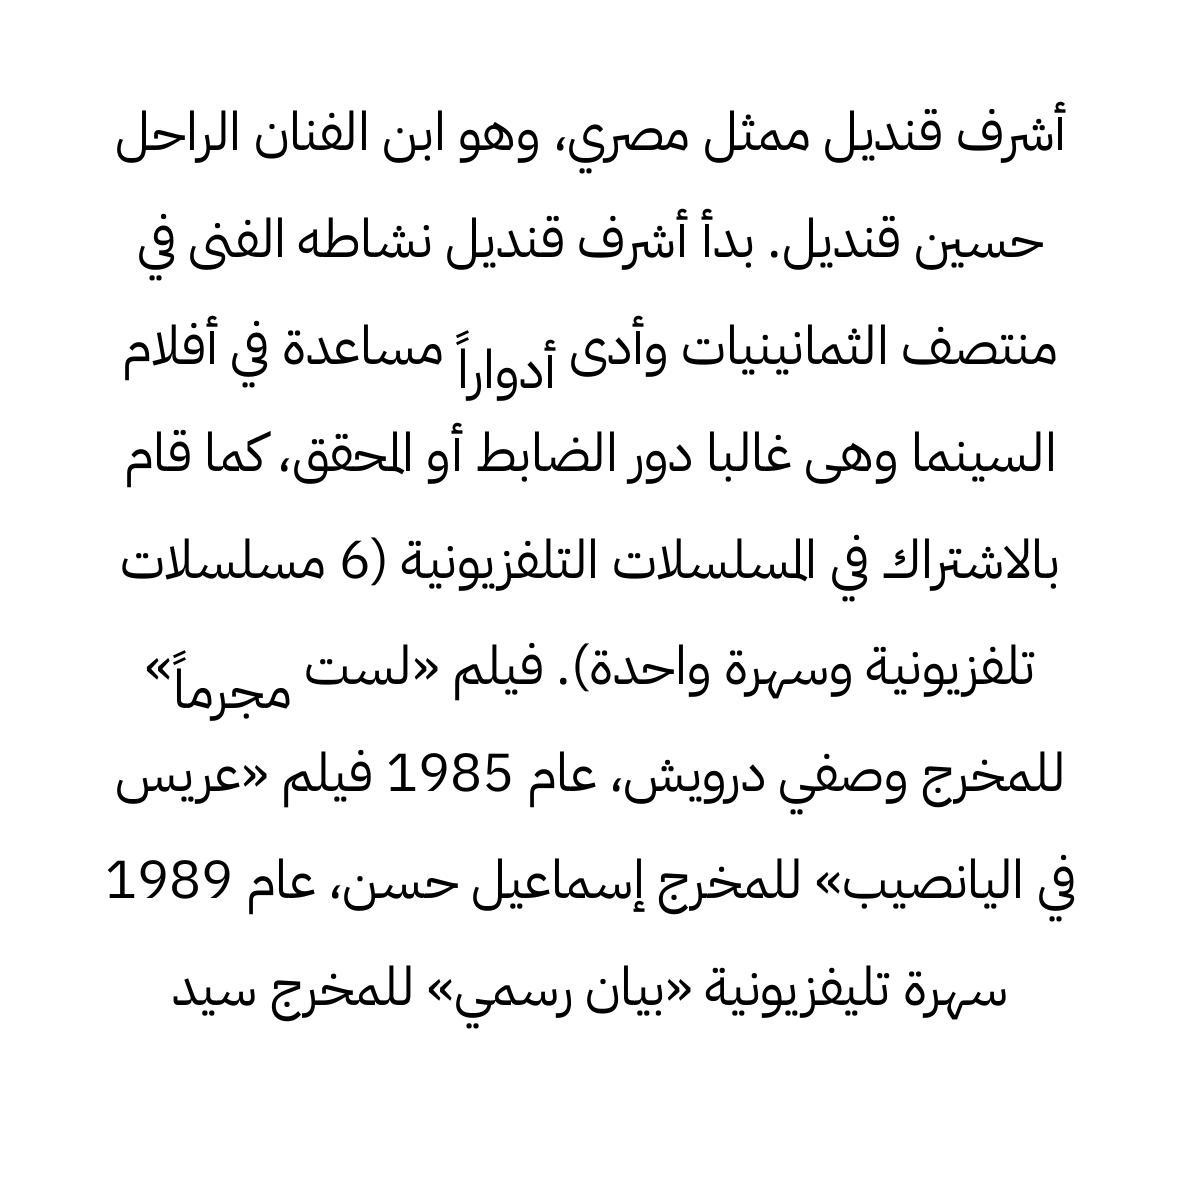 أشرف قنديل ممثل مصري، وهو ابن الفنان الراحل
حسين قنديل. بدأ أشرف قنديل نشاطه الفنى في
منتصف الثمانينيات وأدى أدواراً مساعدة في أفلام
السينما وهى غالبا دور الضابط أو المحقق، كما قام
بالاشتراك في المسلسلات التلفزيونية (6 مسلسلات
تلفزيونية وسهرة واحدة). فيلم «لست مجرماً»
للمخرج وصفي درويش، عام 1985 فيلم «عريس
في اليانصيب» للمخرج إسماعيل حسن، عام 1989
سهرة تليفزيونية «بيان رسمي» للمخرج سيد